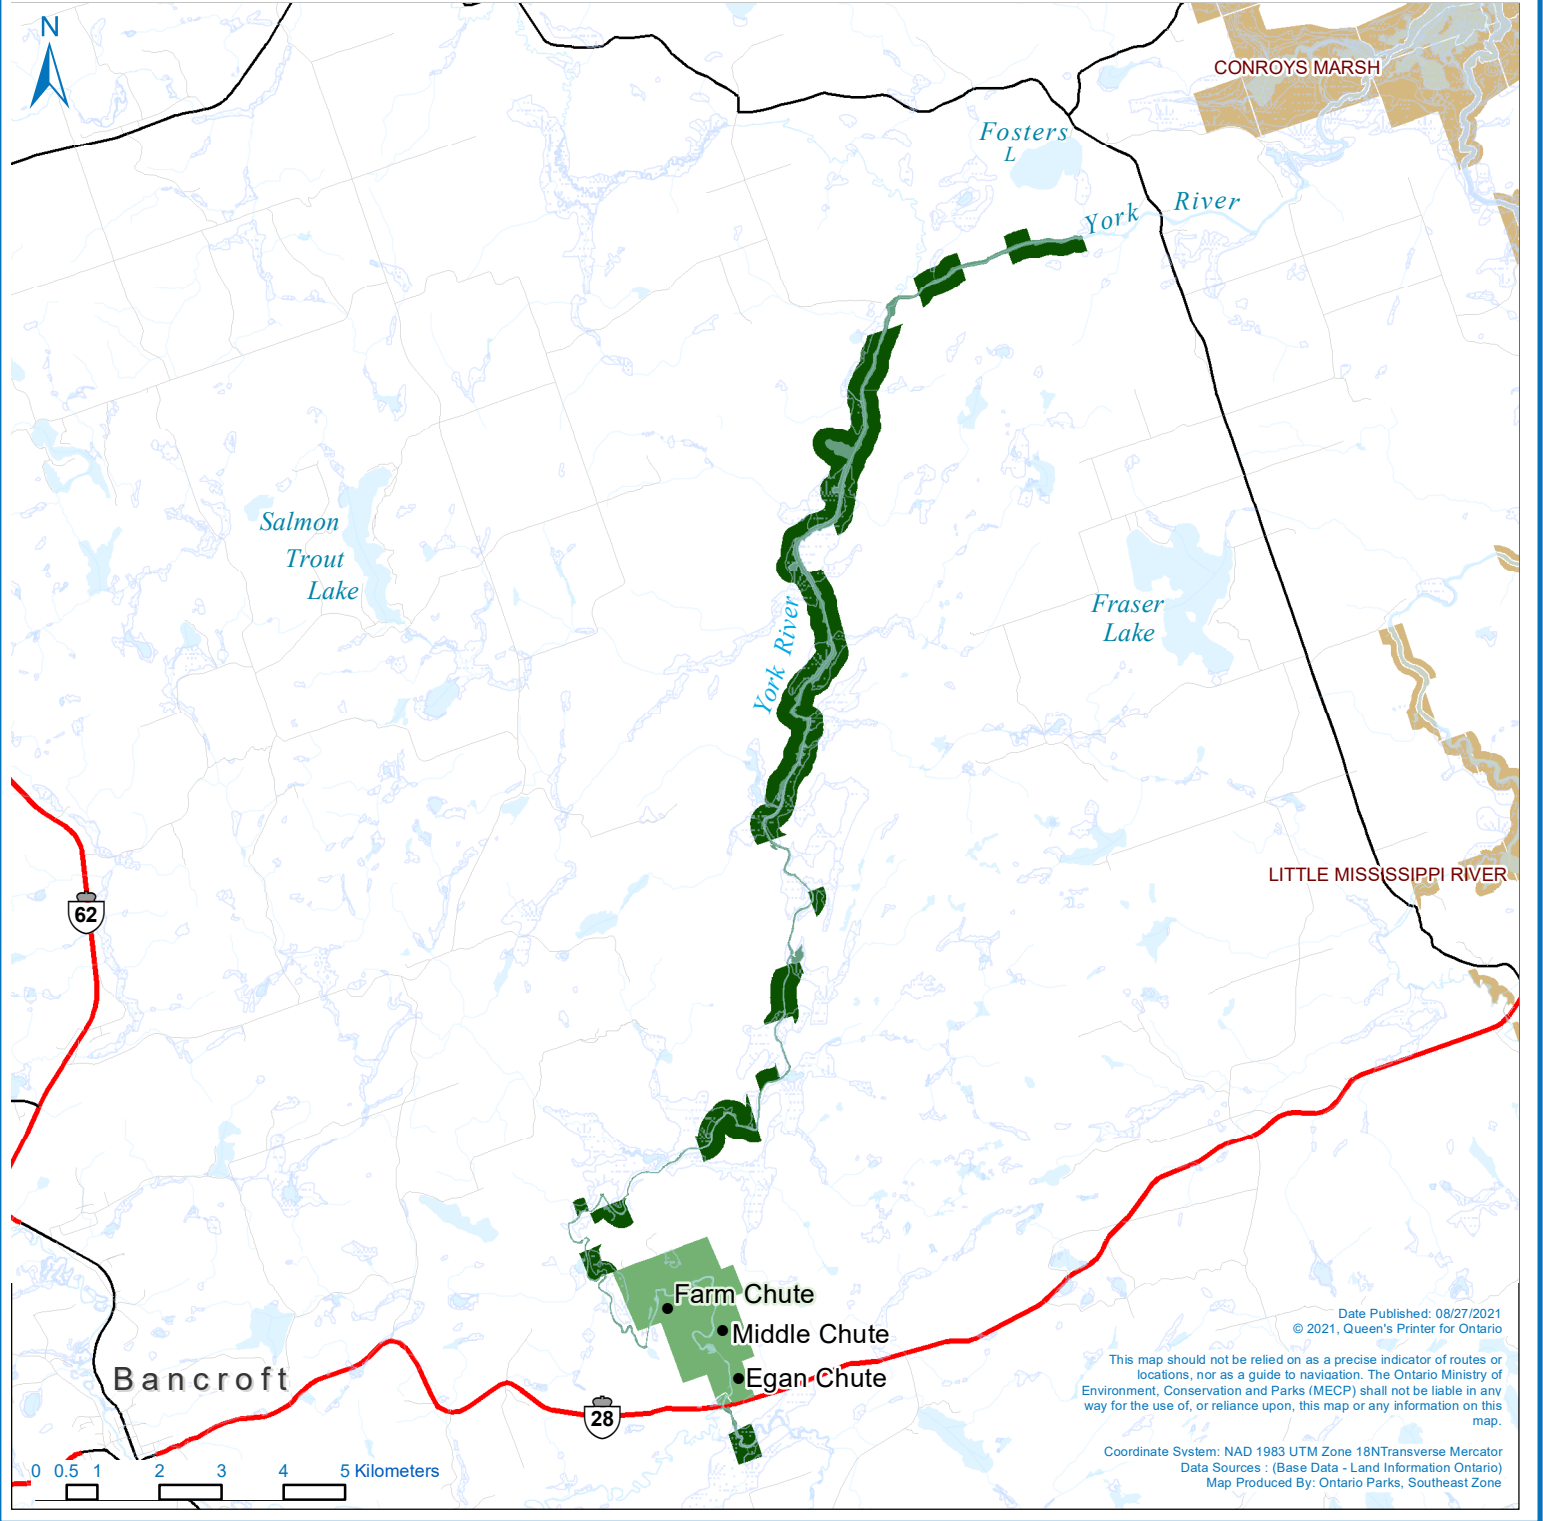 N
CONROYS MARSH
Fosters
L
York River
Salmon
Trout
Lake
Fraser
Lake
York River
LITTLE MISSISSIPPI RIVER
62
Farm Chute
Middle Chute
Egan Chute
Bancroft
28
Date Published: 08/27/2021
© 2021, Queen's Printer for Ontario
This map should not be relied on as a precise indicator of routes or
locations, nor as a guide to navigation. The Ontario Ministry of
Environment, Conservation and Parks (MECP) shall not be liable in any
way for the use of, or reliance upon, this map or any information on this
map.
Coordinate System: NAD 1983 UTM Zone 18NTransverse Mercator
Data Sources : (Base Data - Land Information Ontario)
Map Produced By: Ontario Parks, Southeast Zone
0 0.5 1 2 3 4 5 Kilometers